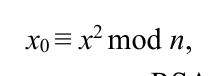 x₀ ≡ x² mod n,